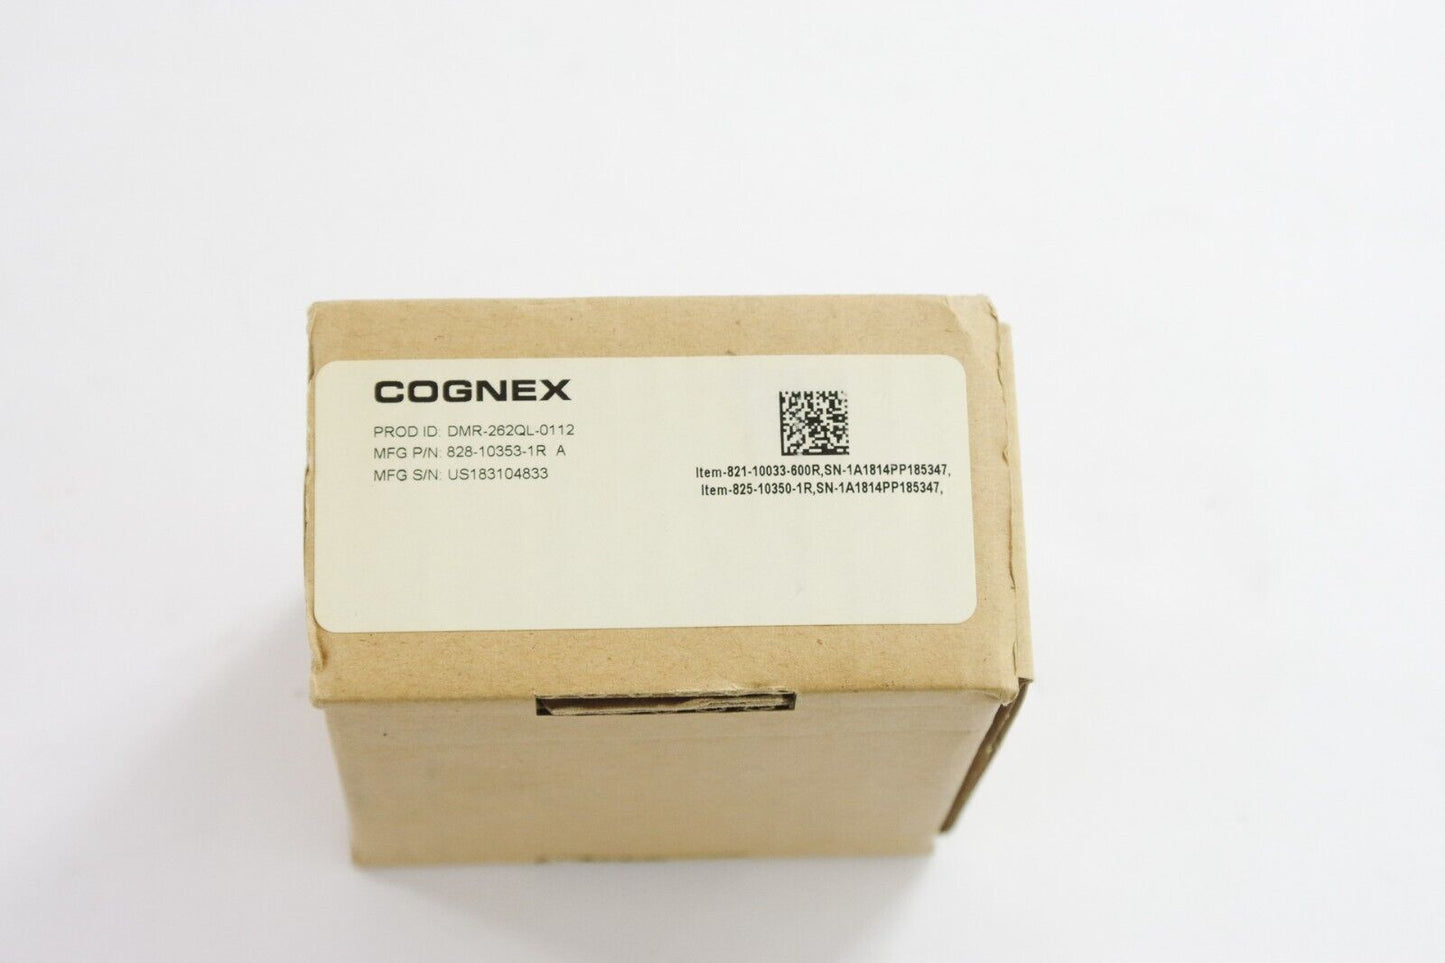 COGNEX
PROD ID: DMR-262QL-0112
MFG P/N: 828-10353-1R A
MFG S/N: US183104833
Item-821-10033-600R,SN-1A1814PP185347,
Item-825-10350-1R,SN-1A1814PP185347,